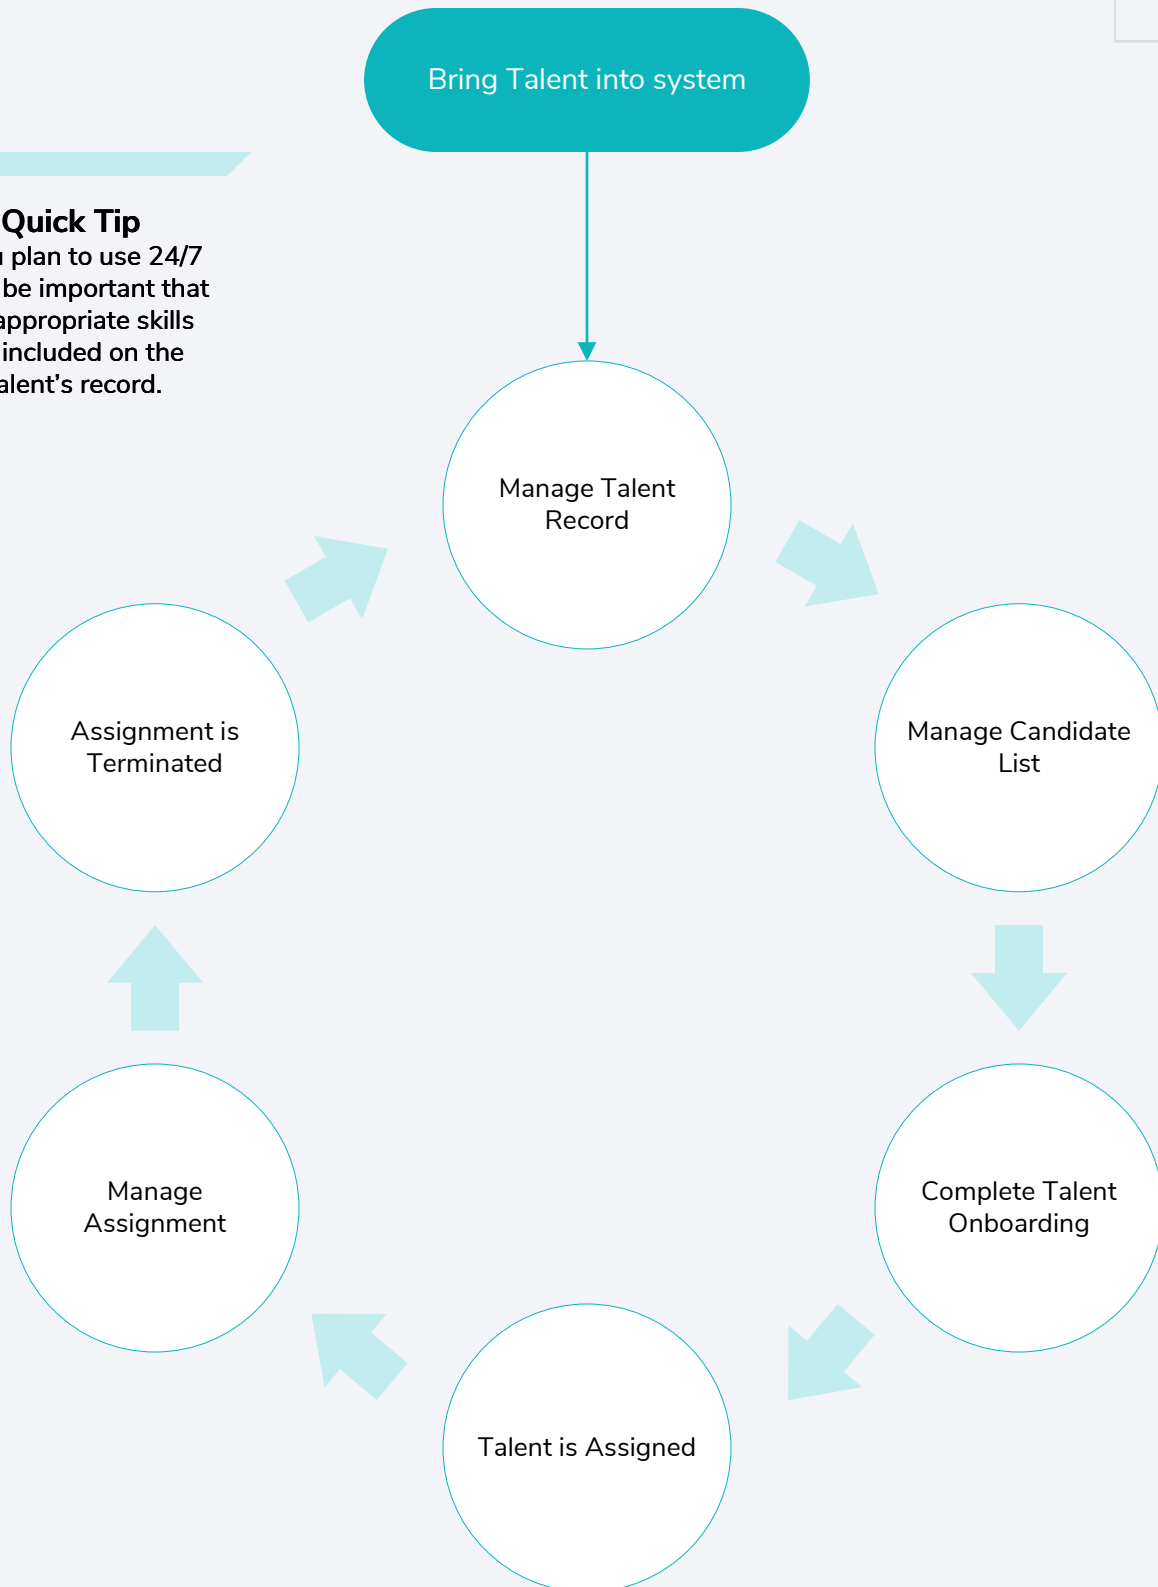 Bring Talent into system
Quick Tip
plan to use 24/7
be important that
appropriate skills
included on the
alent's record.
Manage Talent
Record
Assignment is
Terminated
Manage Candidate
List
Manage
Assignment
Complete Talent
Onboarding
Talent is Assigned